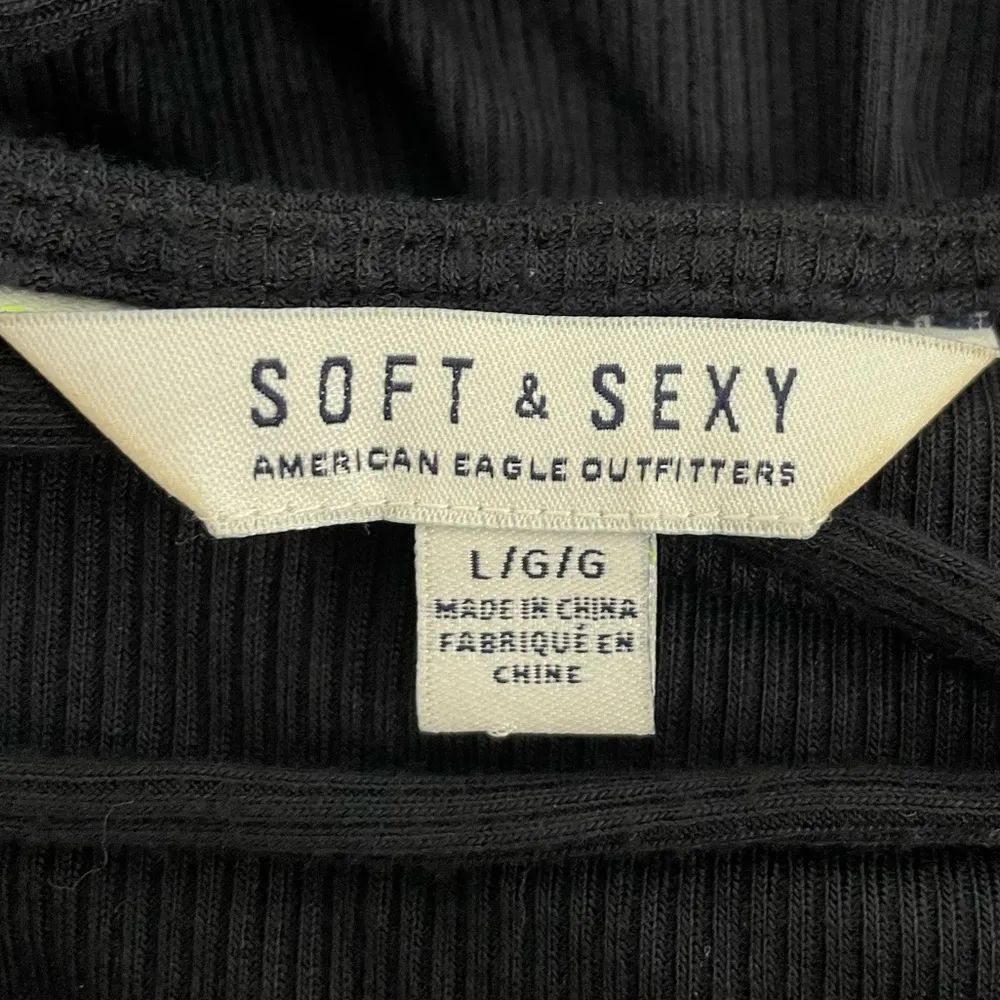 SOFT & SEXY
AMERICAN EAGLE OUTFITTERS
L/G/G
MADE IN CHINA
FABRIQUÉ EN
CHINE